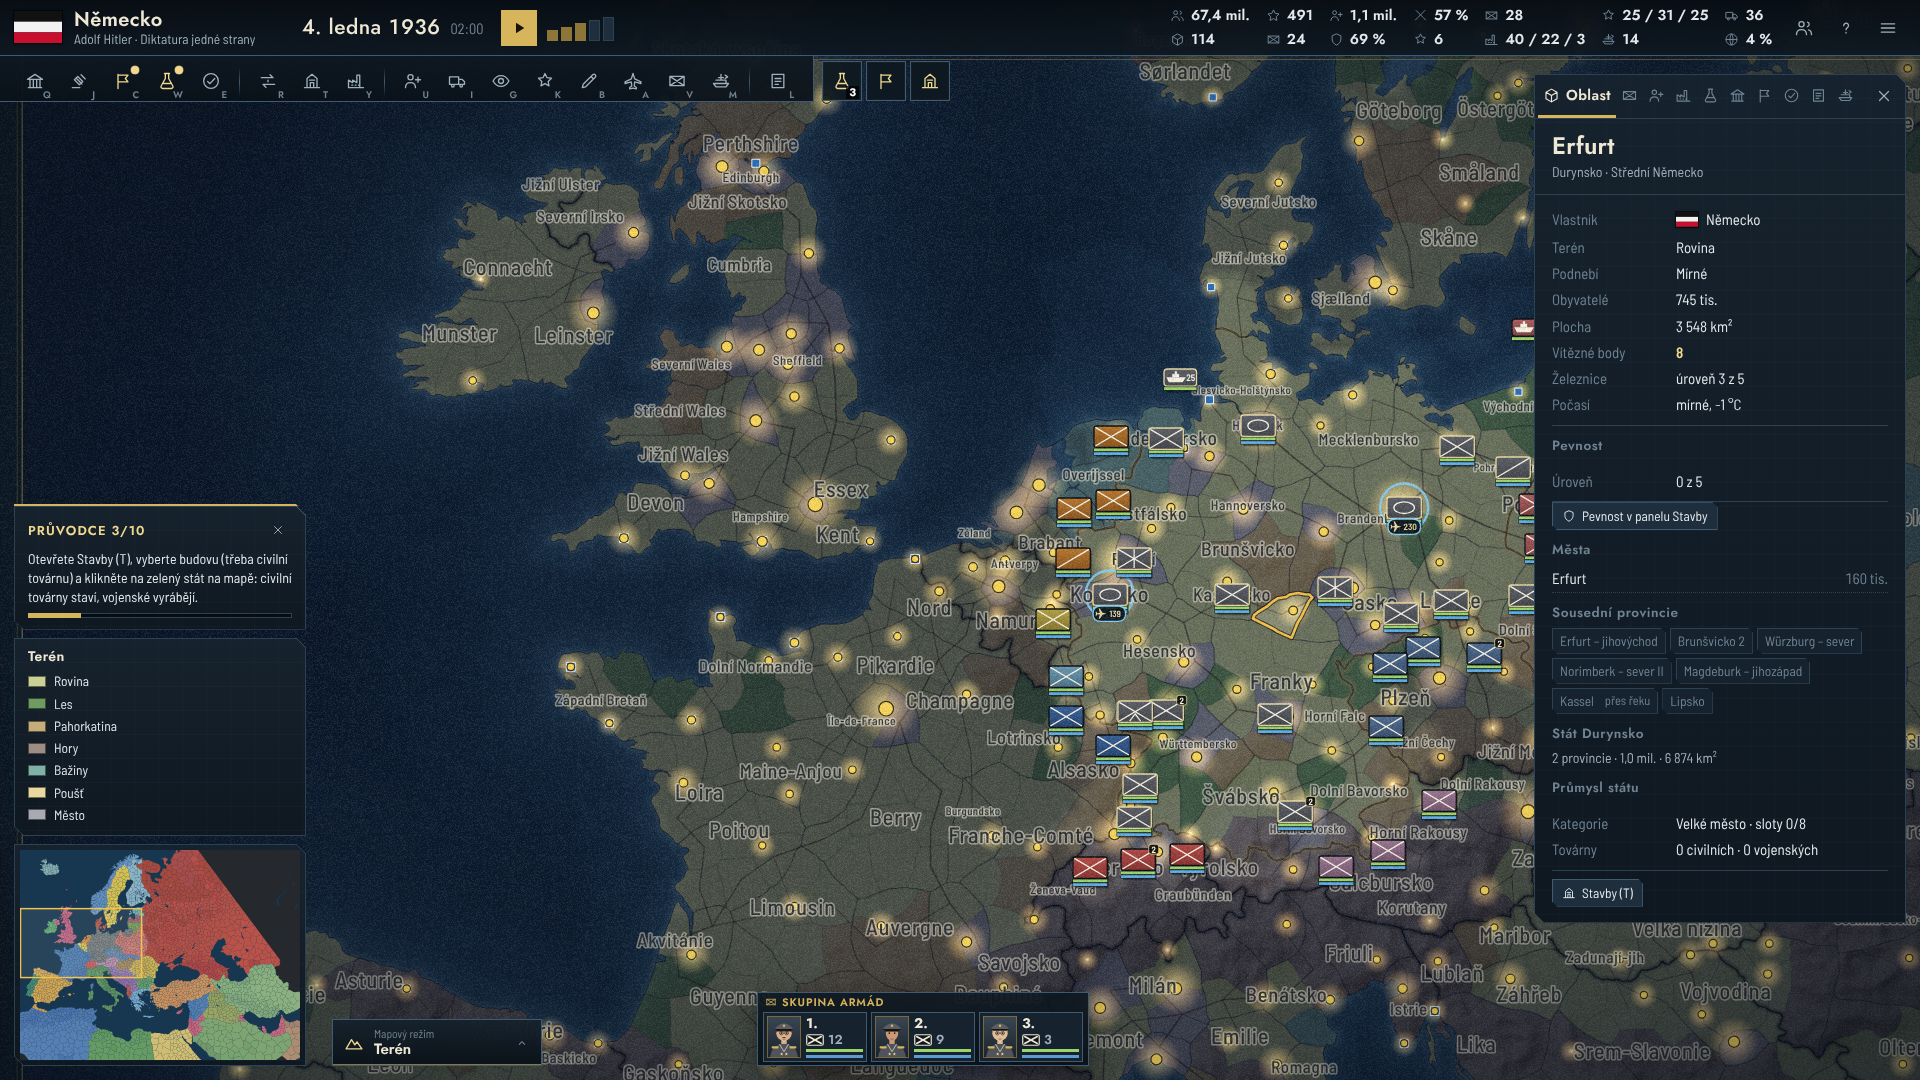 Německo
Adolf Hitler · Diktatura jedné strany
4. ledna 1936 02:00
67,4 mil. 491 1,1 mil. 57 % 28 25 / 31 / 25 36
114 24 69 % 6 40 / 22 / 3 14 4 %
?
Q J C W E R T Y U I G K B A V M L
3
Sørlandet
Göteborg
Östergöt
Perthshire
Edinburgh
Jižní Ulster
Jižní Skotsko
Severní Irsko
Severní Jutsko
Småland
Skåne
Connacht
Cumbria
Jižní Jutsko
Sjælland
Munster
Leinster
Severní Wales
Sheffield
Střední Wales
Mecklenbursko
Východní
Jižní Wales
Overijssel
Devon
Essex
Hampshire
Kent
Zéland
Brabant
Antverpy
Hannoversko
Brunšvicko
230
25
139
Nord
Namur
Hesensko
Dolní Normandie
Pikardie
Západní Bretaň
Champagne
Île-de-France
Franky
Plzeň
Horní Falc
Lotrinsko
Württembersko
Alsasko
Maine-Anjou
Loira
Švábsko
Dolní Bavorsko
Dolní Rakousy
Burgundsko
Berry
Poitou
Franche-Comté
Horní Rakousy
Ženeva-Vaud
Graubünden
Korutany
Limousin
Auvergne
Akvitánie
Savojsko
Friuli
Lublaň
Maribor
Velká nížina
Zadunají-jih
Asturie
Milán
Benátsko
Záhřeb
Vojvodina
Istrie
Emilie
Lika
Srem-Slavonie
Romagna
Baskicko
Gaskoňsko
Languedoc
PRŮVODCE 3/10
Otevřete Stavby (T), vyberte budovu (třeba civilní
továrnu) a klikněte na zelený stát na mapě: civilní
továrny staví, vojenské vyrábějí.
Terén
Rovina
Les
Pahorkatina
Hory
Bažiny
Poušť
Město
Mapový režim
Terén
SKUPINA ARMÁD
1. 12
2. 9
3. 3
Oblast
Erfurt
Durynsko · Střední Německo
Vlastník Německo
Terén Rovina
Podnebí Mírné
Obyvatelé 745 tis.
Plocha 3 548 km²
Vítězné body 8
Železnice úroveň 3 z 5
Počasí mírné, -1 °C
Pevnost
Úroveň 0 z 5
Pevnost v panelu Stavby
Města
Erfurt 160 tis.
Sousední provincie
Erfurt – jihovýchod Brunšvicko 2 Würzburg – sever
Norimberk – sever II Magdeburk – jihozápad
Kassel přes řeku Lipsko
Stát Durynsko
2 provincie · 1,0 mil. · 6 874 km²
Průmysl státu
Kategorie Velké město · sloty 0/8
Továrny 0 civilních · 0 vojenských
Stavby (T)